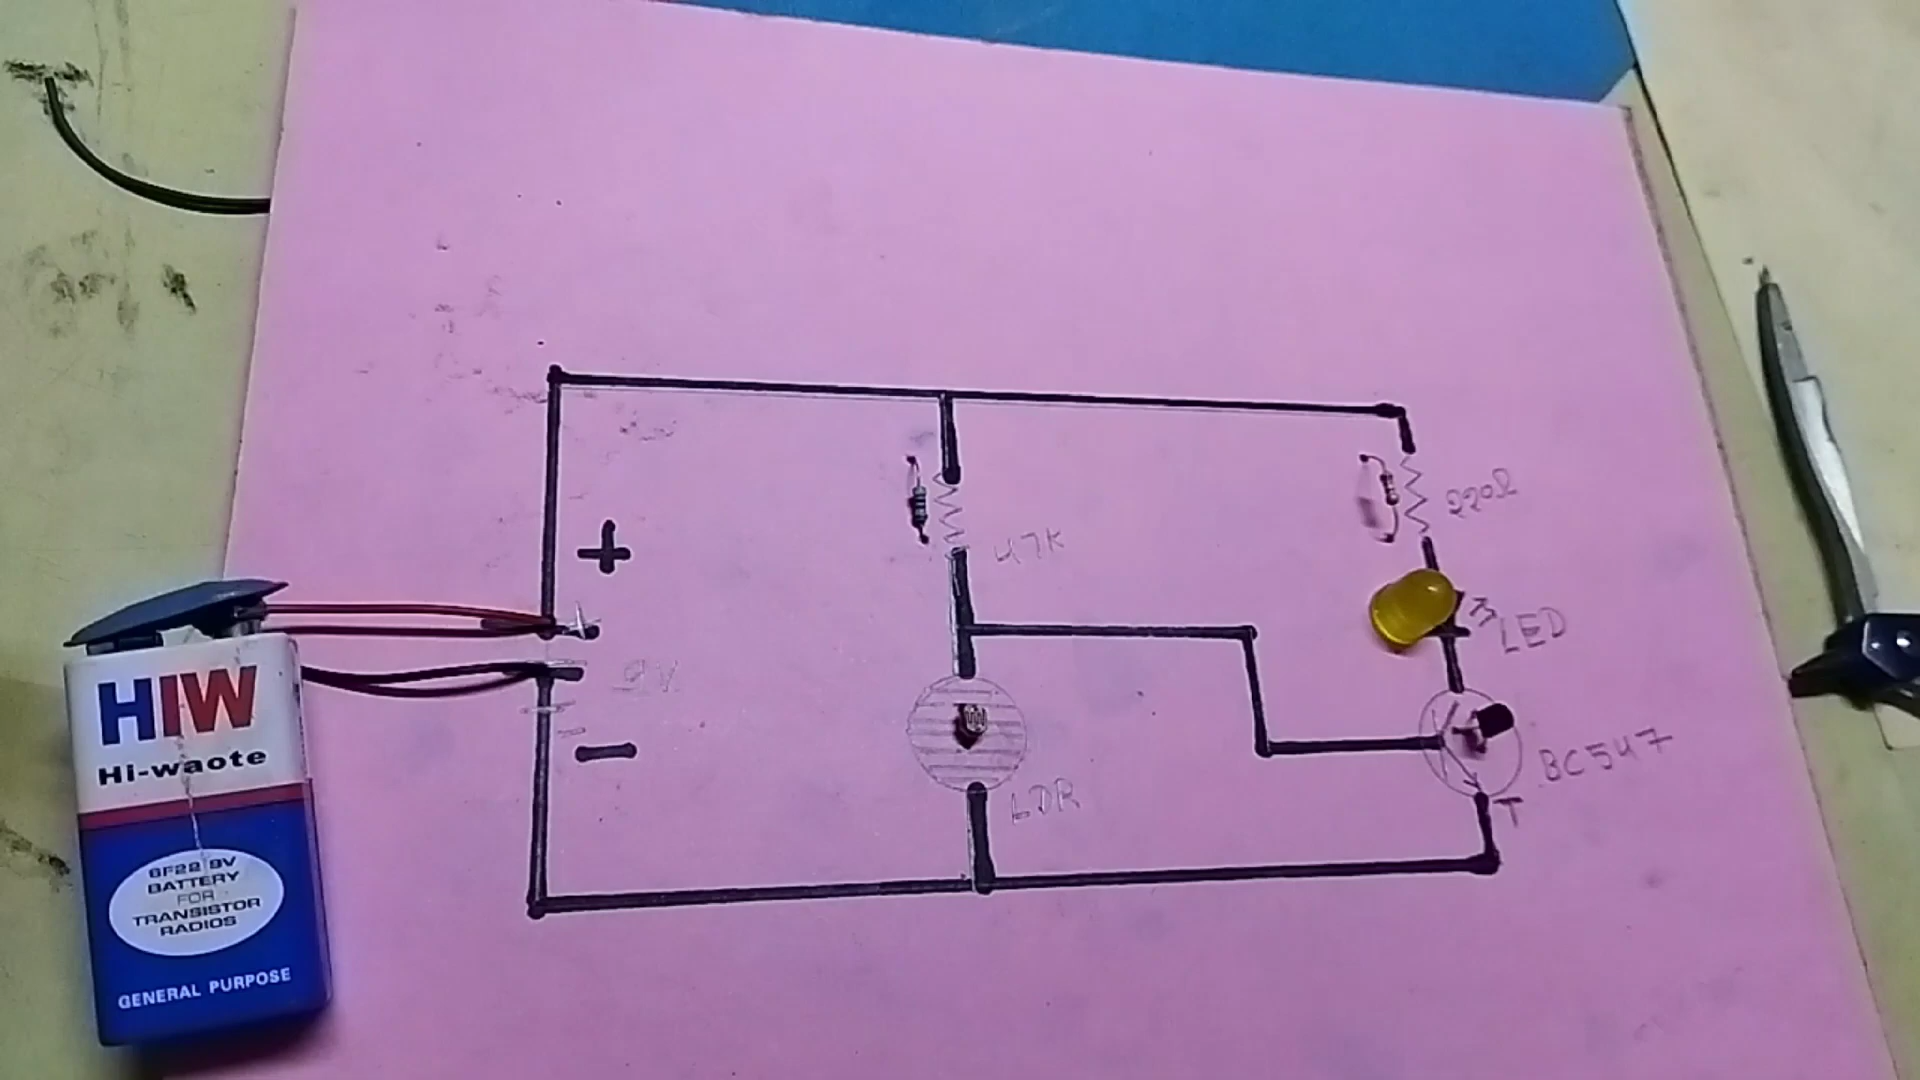 +
220Ω
47K
LED
9V
HIW
Hi-waote
BC547
T
−
LDR
6F22 9V
BATTERY
FOR
TRANSISTOR
RADIOS
GENERAL PURPOSE